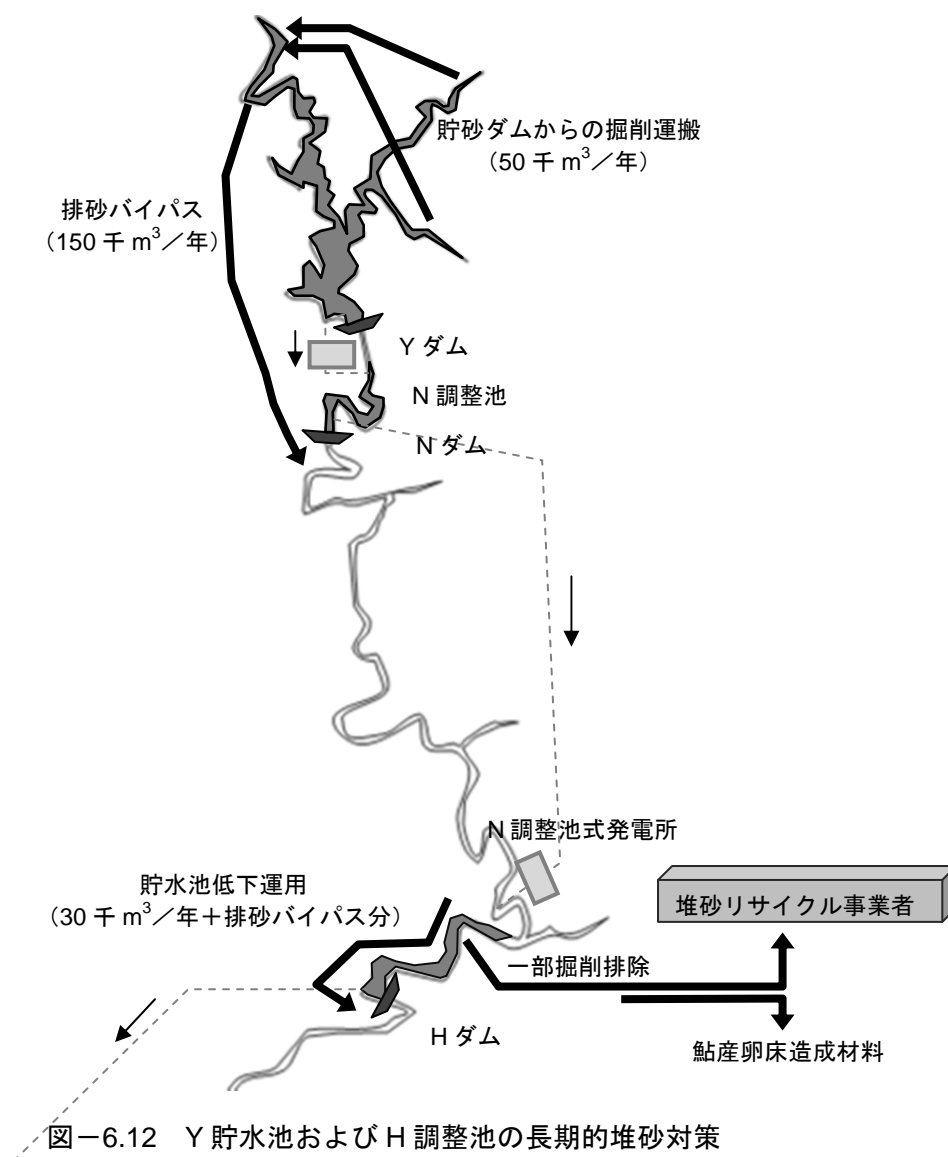 貯砂ダムからの掘削運搬
（50 千 m³／年）
排砂バイパス
（150 千 m³／年）
Y ダム
N 調整池
N ダム
N 調整池式発電所
貯水池低下運用
（30 千 m³／年＋排砂バイパス分）
堆砂リサイクル事業者
一部掘削排除
H ダム
鮎産卵床造成材料
図－6.12　Y 貯水池および H 調整池の長期的堆砂対策